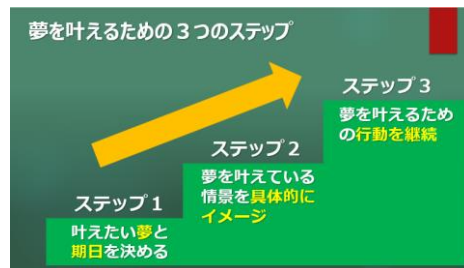 夢を叶えるための３つのステップ
ステップ１
叶えたい夢と
期日を決める
ステップ２
夢を叶えている
情景を具体的に
イメージ
ステップ３
夢を叶えるため
の行動を継続